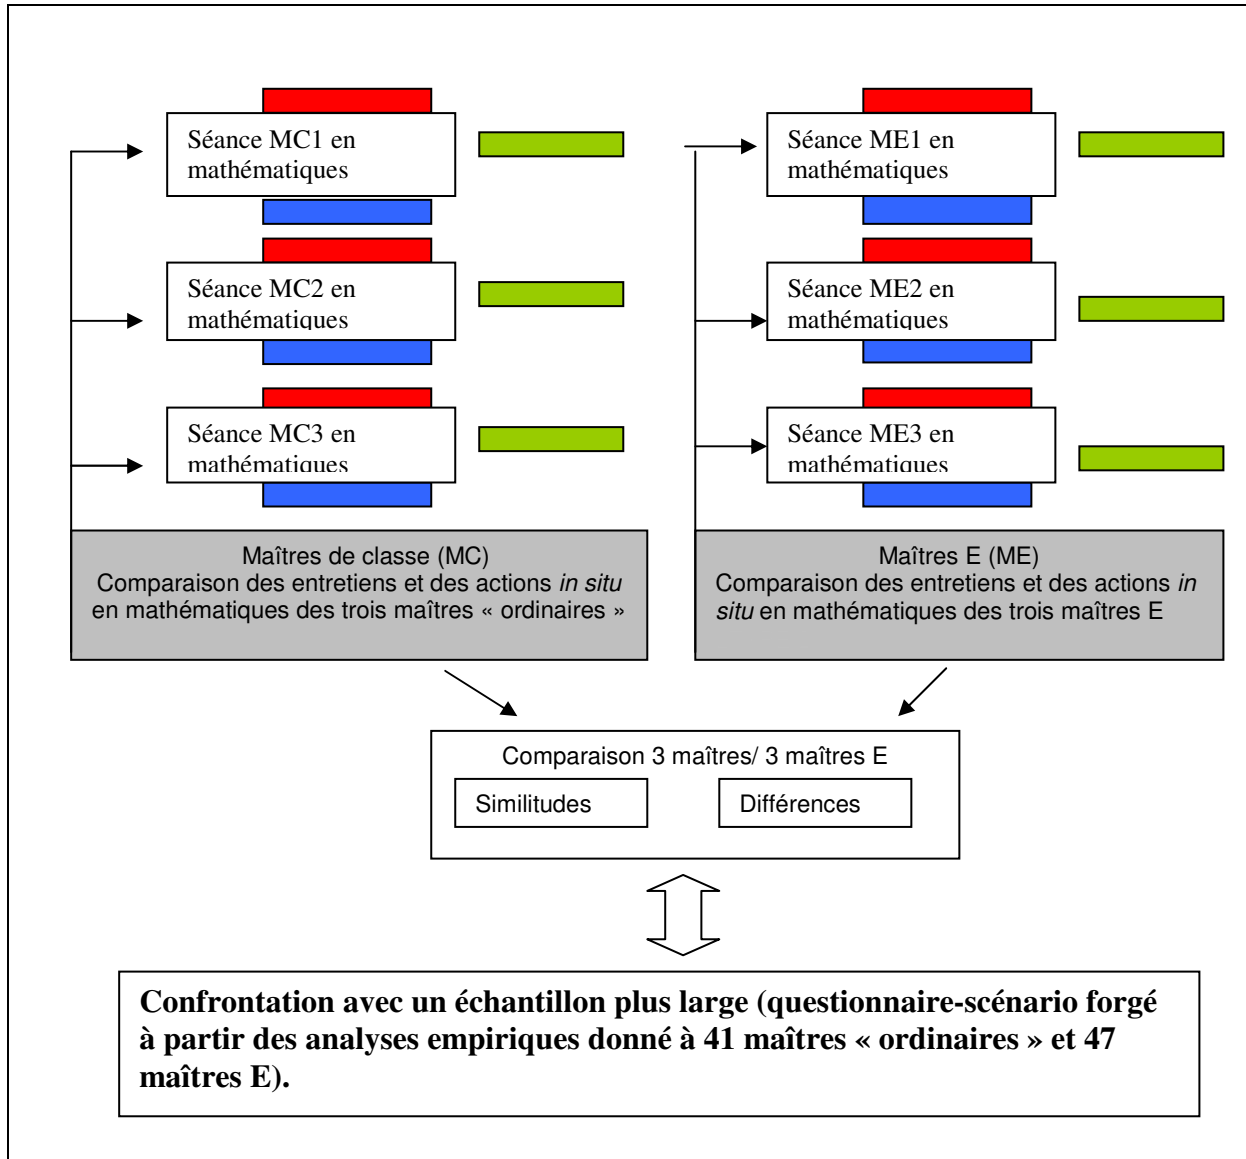 Séance MC1 en
mathématiques
Séance ME1 en
mathématiques
Séance MC2 en
mathématiques
Séance ME2 en
mathématiques
Séance MC3 en
mathématiques
Séance ME3 en
mathématiques
Maîtres de classe (MC)
Comparaison des entretiens et des actions in situ
en mathématiques des trois maîtres « ordinaires »
Maîtres E (ME)
Comparaison des entretiens et des actions in
situ en mathématiques des trois maîtres E
Comparaison 3 maîtres/ 3 maîtres E
Similitudes
Différences
Confrontation avec un échantillon plus large (questionnaire-scénario forgé
à partir des analyses empiriques donné à 41 maîtres « ordinaires » et 47
maîtres E).